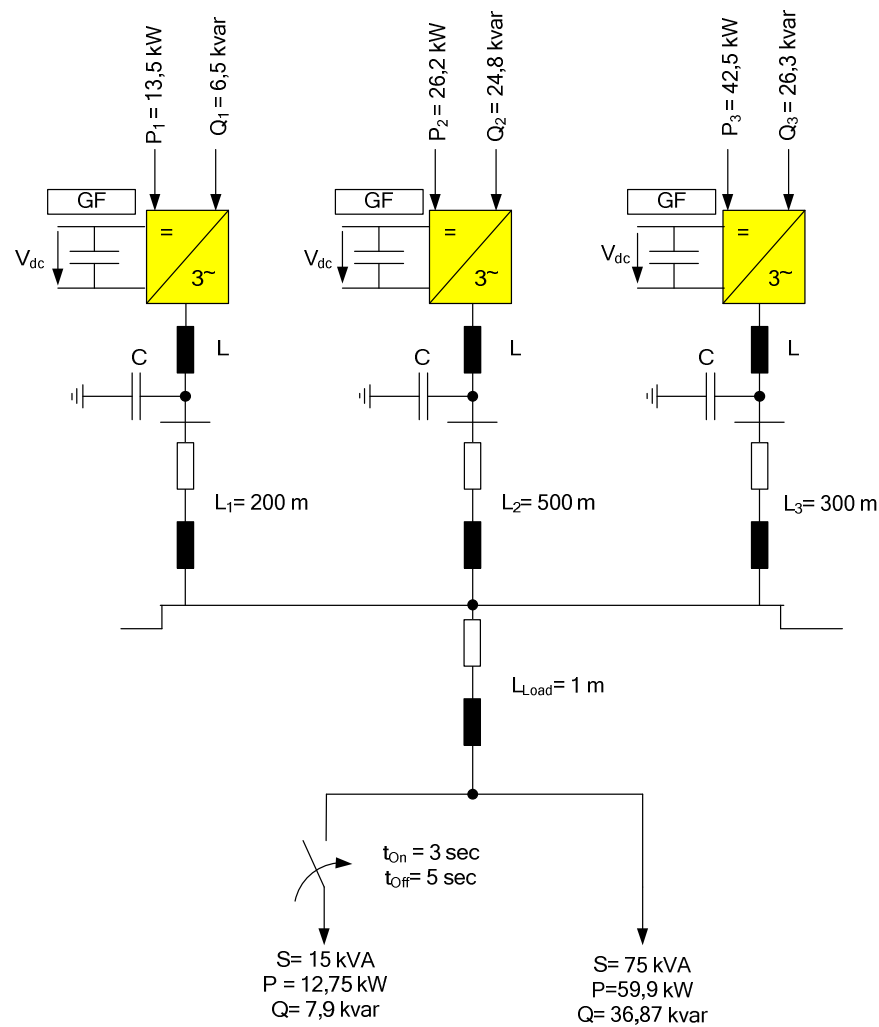 P1 = 13,5 kW
Q1 = 6,5 kvar
P2 = 26,2 kW
Q2 = 24,8 kvar
P3 = 42,5 kW
Q3 = 26,3 kvar
GF
GF
GF
Vdc
=
3~
Vdc
=
3~
Vdc
=
3~
L
L
L
C
C
C
L1= 200 m
L2= 500 m
L3= 300 m
LLoad= 1 m
tOn = 3 sec
tOff= 5 sec
S= 15 kVA
P = 12,75 kW
Q= 7,9 kvar
S= 75 kVA
P=59,9 kW
Q= 36,87 kvar